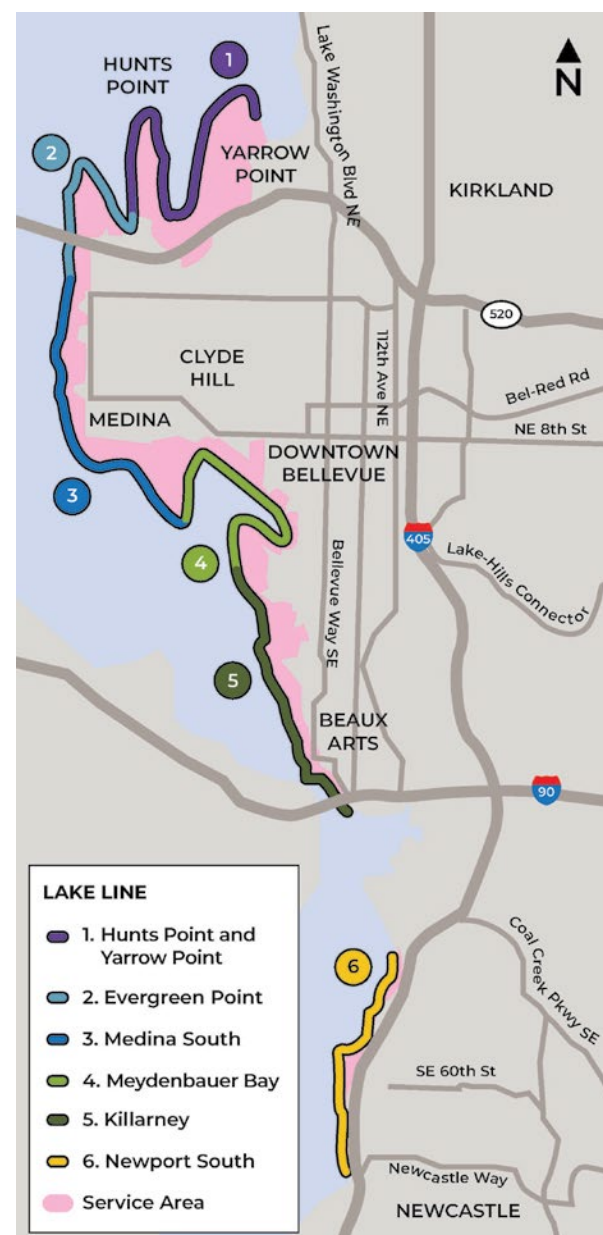 1
HUNTS
POINT
2
YARROW
POINT
Lake Washington Blvd NE
N
KIRKLAND
520
CLYDE
HILL
112th Ave NE
Bel-Red Rd
MEDINA
NE 8th St
DOWNTOWN
BELLEVUE
3
4
405
Lake-Hills Connector
Bellevue Way SE
5
BEAUX
ARTS
90
LAKE LINE
1. Hunts Point and
Yarrow Point
2. Evergreen Point
3. Medina South
4. Meydenbauer Bay
5. Killarney
6. Newport South
Service Area
6
Coal Creek Pkwy SE
SE 60th St
Newcastle Way
NEWCASTLE